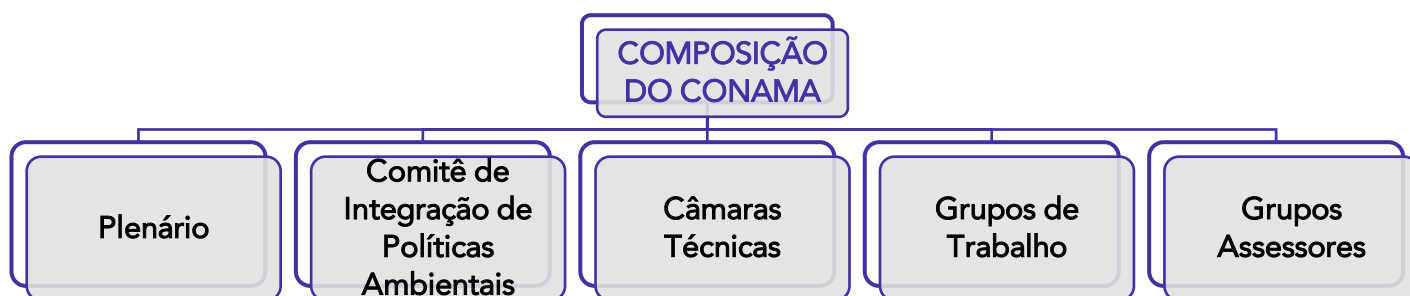 COMPOSIÇÃO
DO CONAMA
Plenário
Comitê de
Integração de
Políticas
Ambientais
Câmaras
Técnicas
Grupos de
Trabalho
Grupos
Assessores